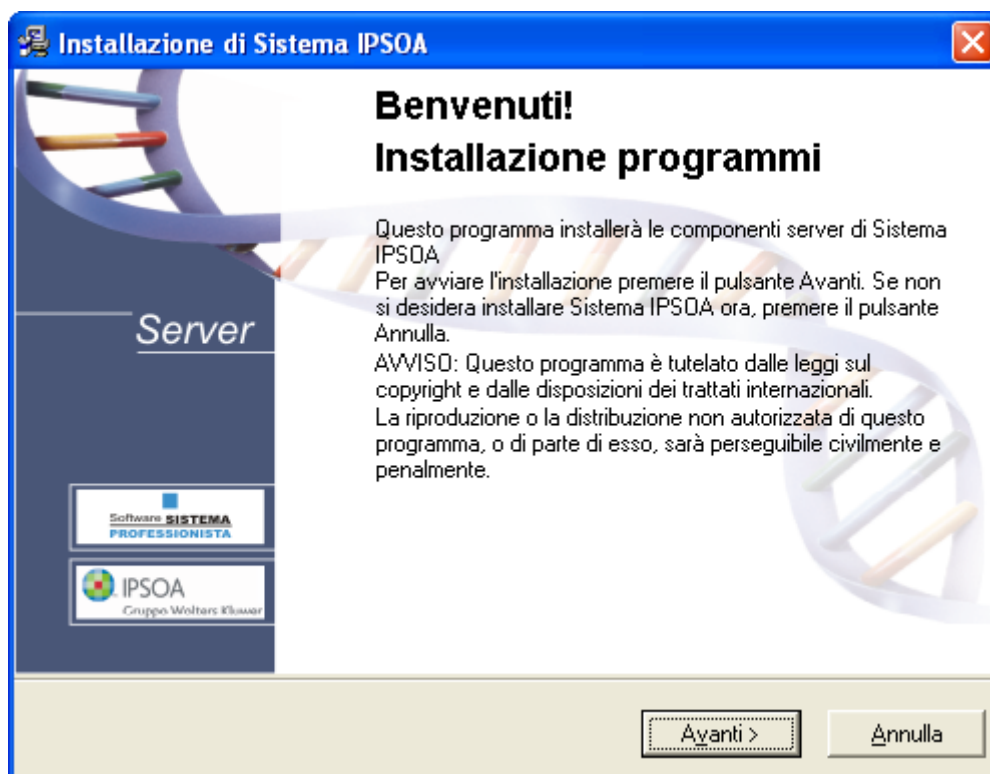 Installazione di Sistema IPSOA
Benvenuti!
Installazione programmi
Questo programma installerà le componenti server di Sistema
IPSOA
Per avviare l'installazione premere il pulsante Avanti. Se non
si desidera installare Sistema IPSOA ora, premere il pulsante
Annulla.
AVVISO: Questo programma è tutelato dalle leggi sul
copyright e dalle disposizioni dei trattati internazionali.
La riproduzione o la distribuzione non autorizzata di questo
programma, o di parte di esso, sarà perseguibile civilmente e
penalmente.
Server
Software SISTEMA
PROFESSIONISTA
IPSOA
Gruppo Wolters Kluwer
Avanti >
Annulla